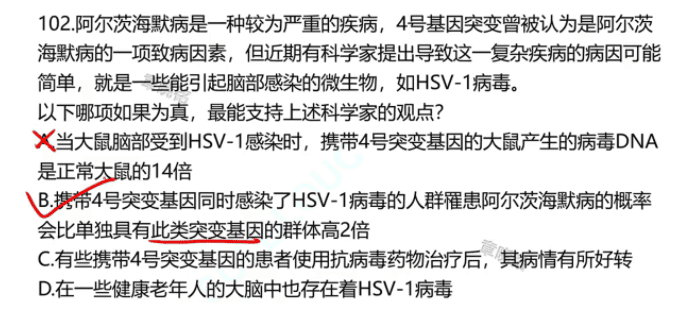 102.阿尔茨海默病是一种较为严重的疾病，4号基因突变曾被认为是阿尔茨
海默病的一项致病因素，但近期有科学家提出导致这一复杂疾病的病因可能
简单，就是一些能引起脑部感染的微生物，如HSV-1病毒。
以下哪项如果为真，最能支持上述科学家的观点？
A.当大鼠脑部受到HSV-1感染时，携带4号突变基因的大鼠产生的病毒DNA
是正常大鼠的14倍
B.携带4号突变基因同时感染了HSV-1病毒的人群罹患阿尔茨海默病的概率
会比单独具有此类突变基因的群体高2倍
C.有些携带4号突变基因的患者使用抗病毒药物治疗后，其病情有所好转
D.在一些健康老年人的大脑中也存在着HSV-1病毒